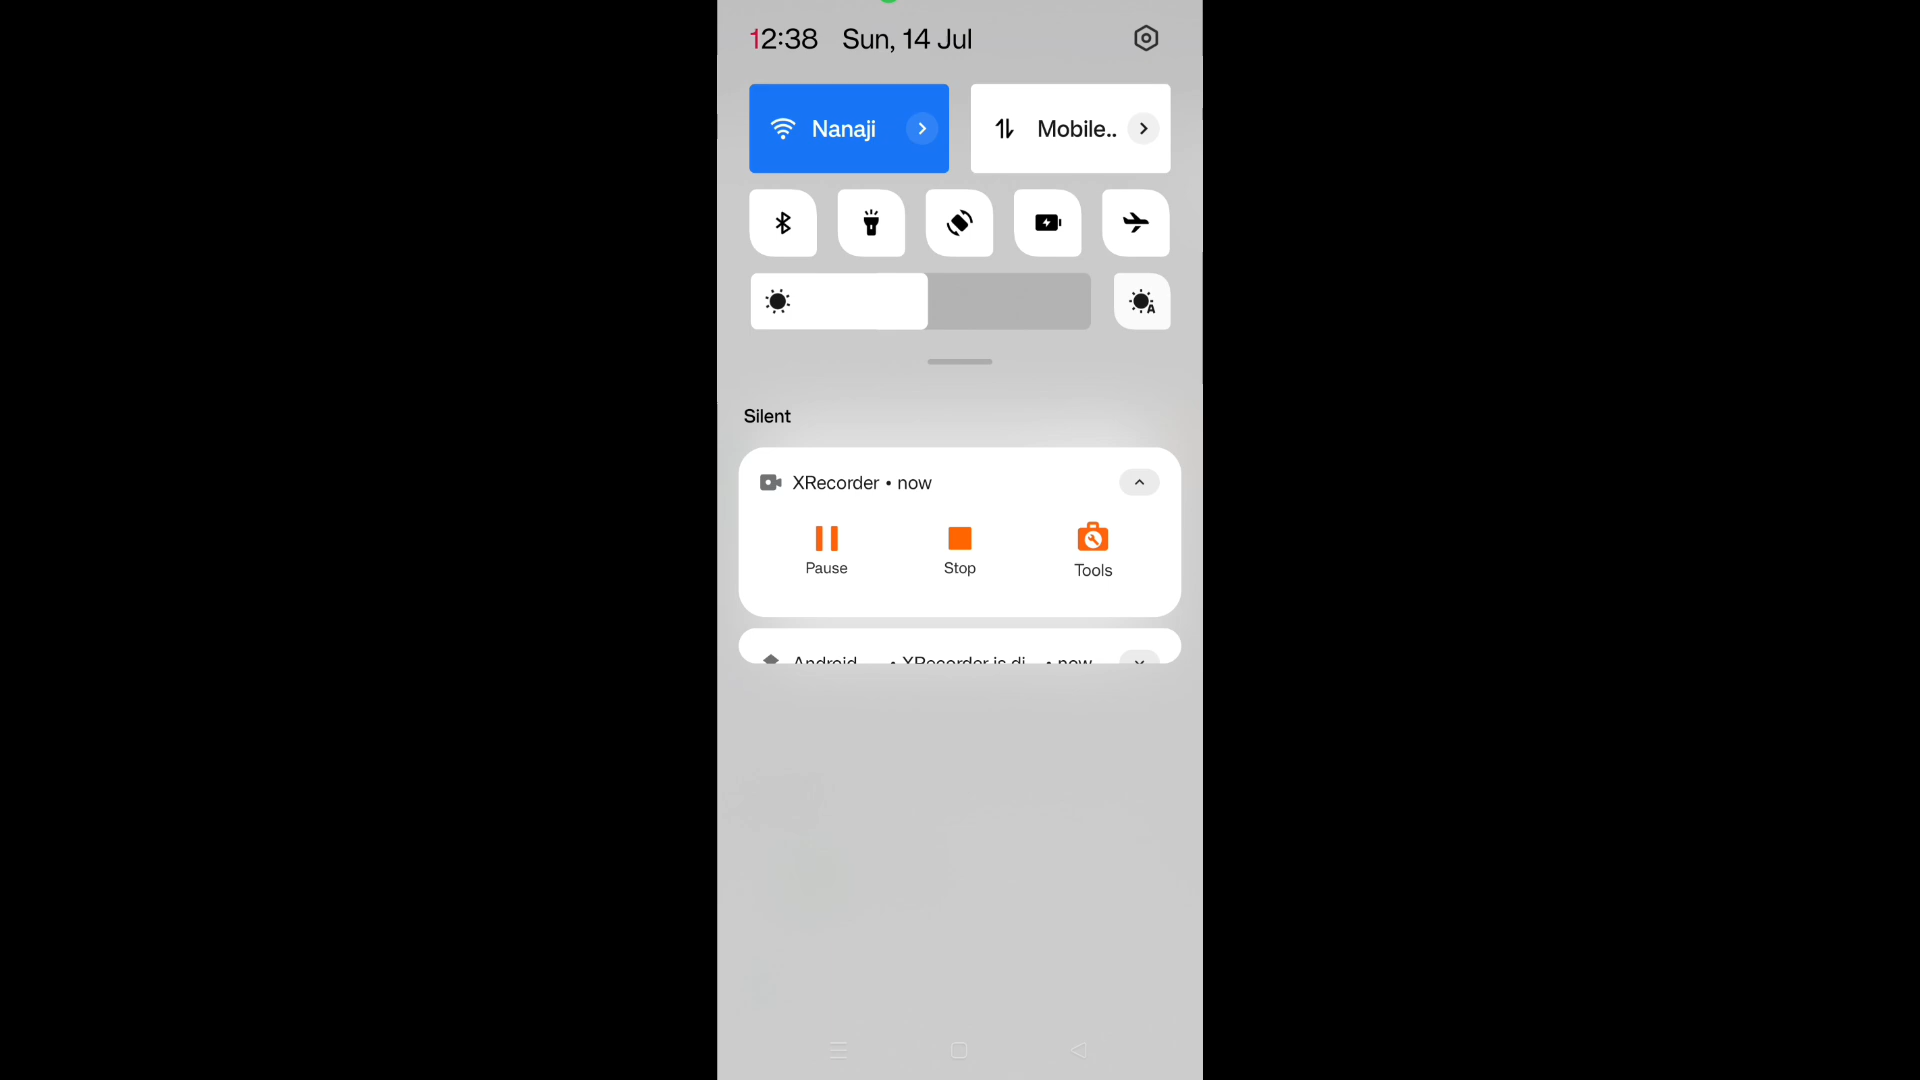 12:38 Sun, 14 Jul
Nanaji
Mobile..
A
Silent
XRecorder • now
Pause
Stop
Tools
Android • XRecorder is di • now